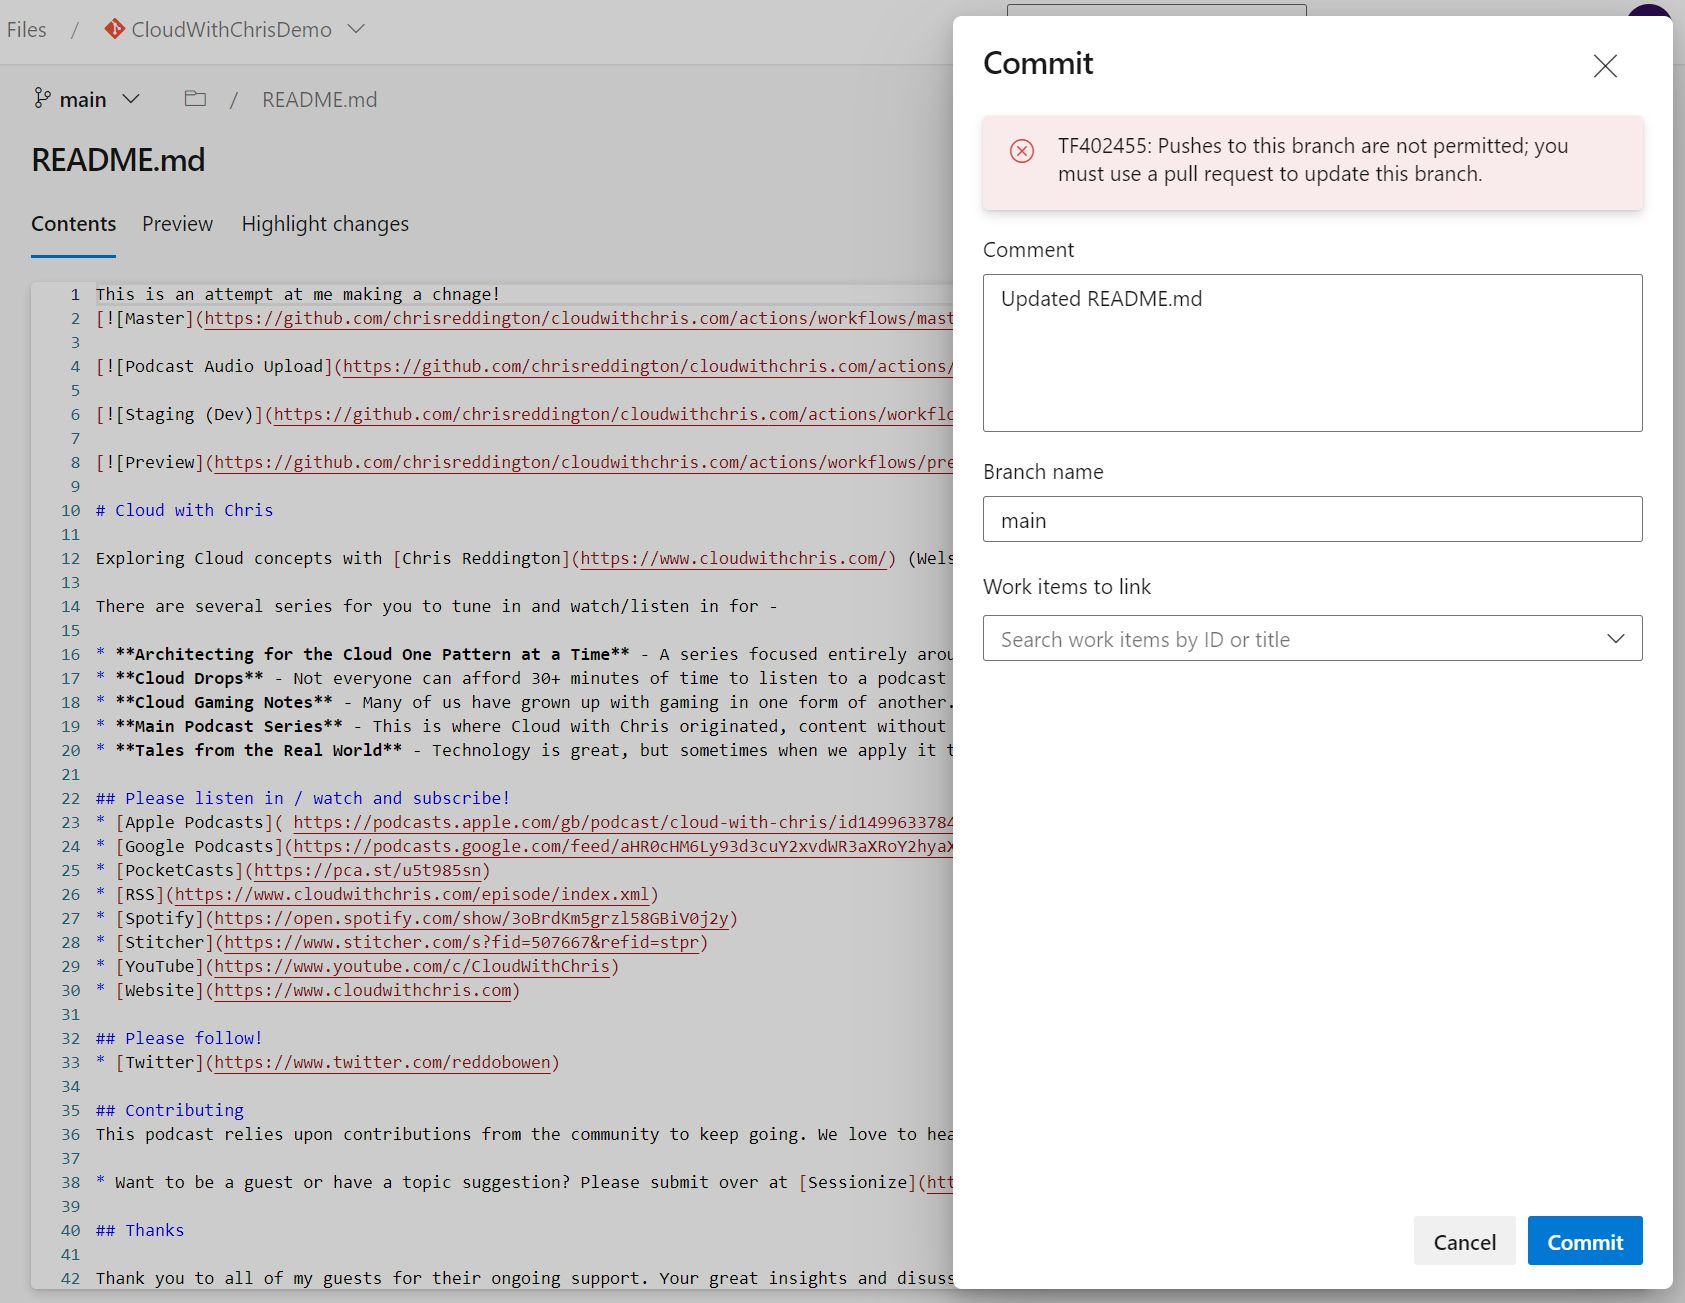 Files / CloudWithChrisDemo
main / README.md
README.md
Contents Preview Highlight changes
1 This is an attempt at me making a chnage!
2 [![Master](https://github.com/chrisreddington/cloudwithchris.com/actions/workflows/mast
3
4 [![Podcast Audio Upload](https://github.com/chrisreddington/cloudwithchris.com/actions/
5
6 [![Staging (Dev)](https://github.com/chrisreddington/cloudwithchris.com/actions/workflo
7
8 [![Preview](https://github.com/chrisreddington/cloudwithchris.com/actions/workflows/pre
9
10 # Cloud with Chris
11
12 Exploring Cloud concepts with [Chris Reddington](https://www.cloudwithchris.com/) (Wels
13
14 There are several series for you to tune in and watch/listen in for -
15
16 * **Architecting for the Cloud One Pattern at a Time** - A series focused entirely arou
17 * **Cloud Drops** - Not everyone can afford 30+ minutes of time to listen to a podcast
18 * **Cloud Gaming Notes** - Many of us have grown up with gaming in one form of another.
19 * **Main Podcast Series** - This is where Cloud with Chris originated, content without
20 * **Tales from the Real World** - Technology is great, but sometimes when we apply it t
21
22 ## Please listen in / watch and subscribe!
23 * [Apple Podcasts]( https://podcasts.apple.com/gb/podcast/cloud-with-chris/id1499633784
24 * [Google Podcasts](https://podcasts.google.com/feed/aHR0cHM6Ly93d3cuY2xvdWR3aXRoY2hyaX
25 * [PocketCasts](https://pca.st/u5t985sn)
26 * [RSS](https://www.cloudwithchris.com/episode/index.xml)
27 * [Spotify](https://open.spotify.com/show/3oBrdKm5grzl58GBiV0j2y)
28 * [Stitcher](https://www.stitcher.com/s?fid=507667&refid=stpr)
29 * [YouTube](https://www.youtube.com/c/CloudWithChris)
30 * [Website](https://www.cloudwithchris.com)
31
32 ## Please follow!
33 * [Twitter](https://www.twitter.com/reddobowen)
34
35 ## Contributing
36 This podcast relies upon contributions from the community to keep going. We love to hea
37
38 * Want to be a guest or have a topic suggestion? Please submit over at [Sessionize](htt
39
40 ## Thanks
41
42 Thank you to all of my guests for their ongoing support. Your great insights and disuss
Commit
TF402455: Pushes to this branch are not permitted; you
must use a pull request to update this branch.
Comment
Updated README.md
Branch name
main
Work items to link
Search work items by ID or title
Cancel Commit